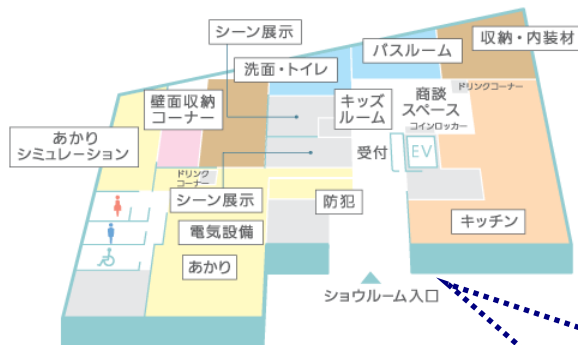 シーン展示
収納・内装材
バスルーム
洗面・トイレ
ドリンクコーナー
壁面収納
コーナー
キッズ
ルーム
商談
スペース
コインロッカー
あかり
シミュレーション
受付
EV
ドリンク
コーナー
シーン展示
防犯
キッチン
電気設備
あかり
ショウルーム入口